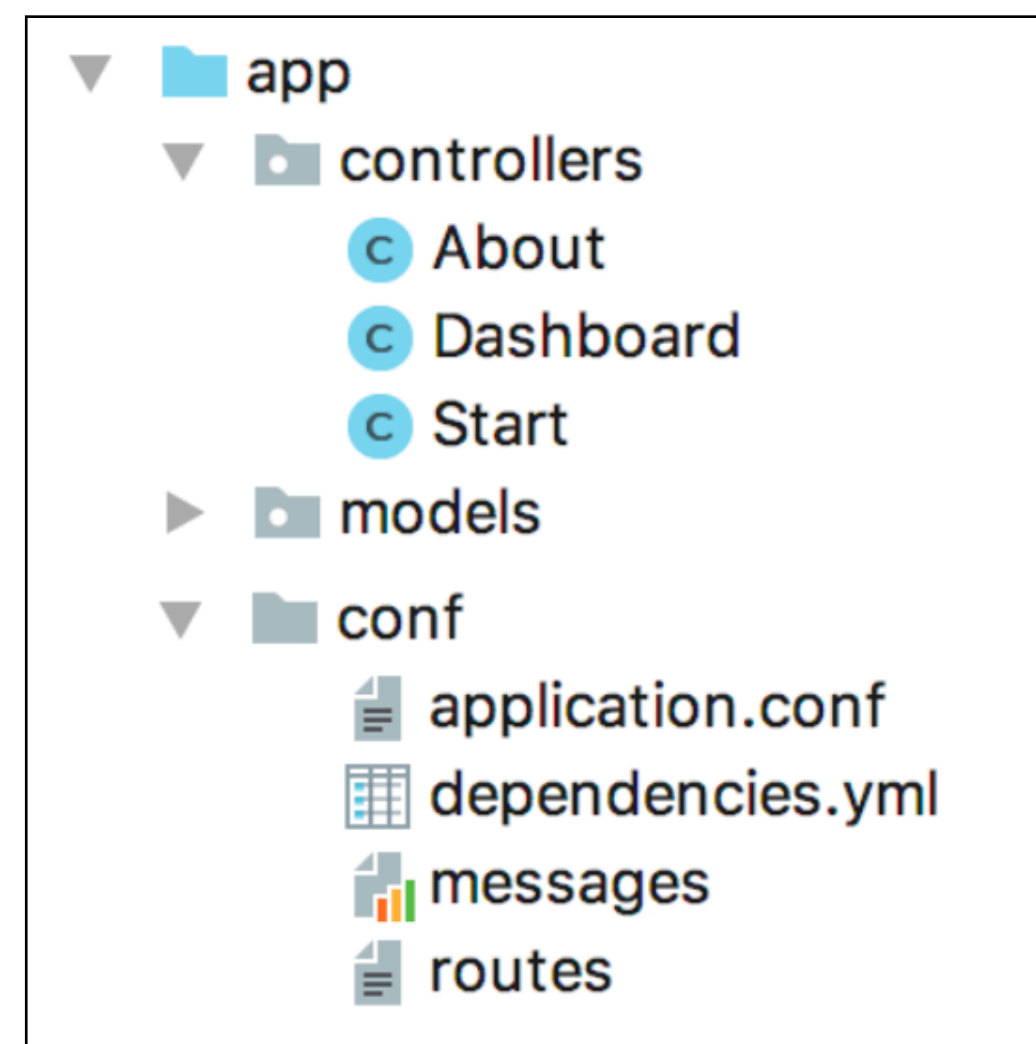 app
controllers
C About
C Dashboard
C Start
models
conf
application.conf
dependencies.yml
messages
routes